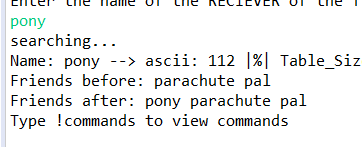 Enter the name of the RECIEVER of the f
pony
searching...
Name: pony --> ascii: 112 |%| Table_Siz
Friends before: parachute pal
Friends after: pony parachute pal
Type !commands to view commands